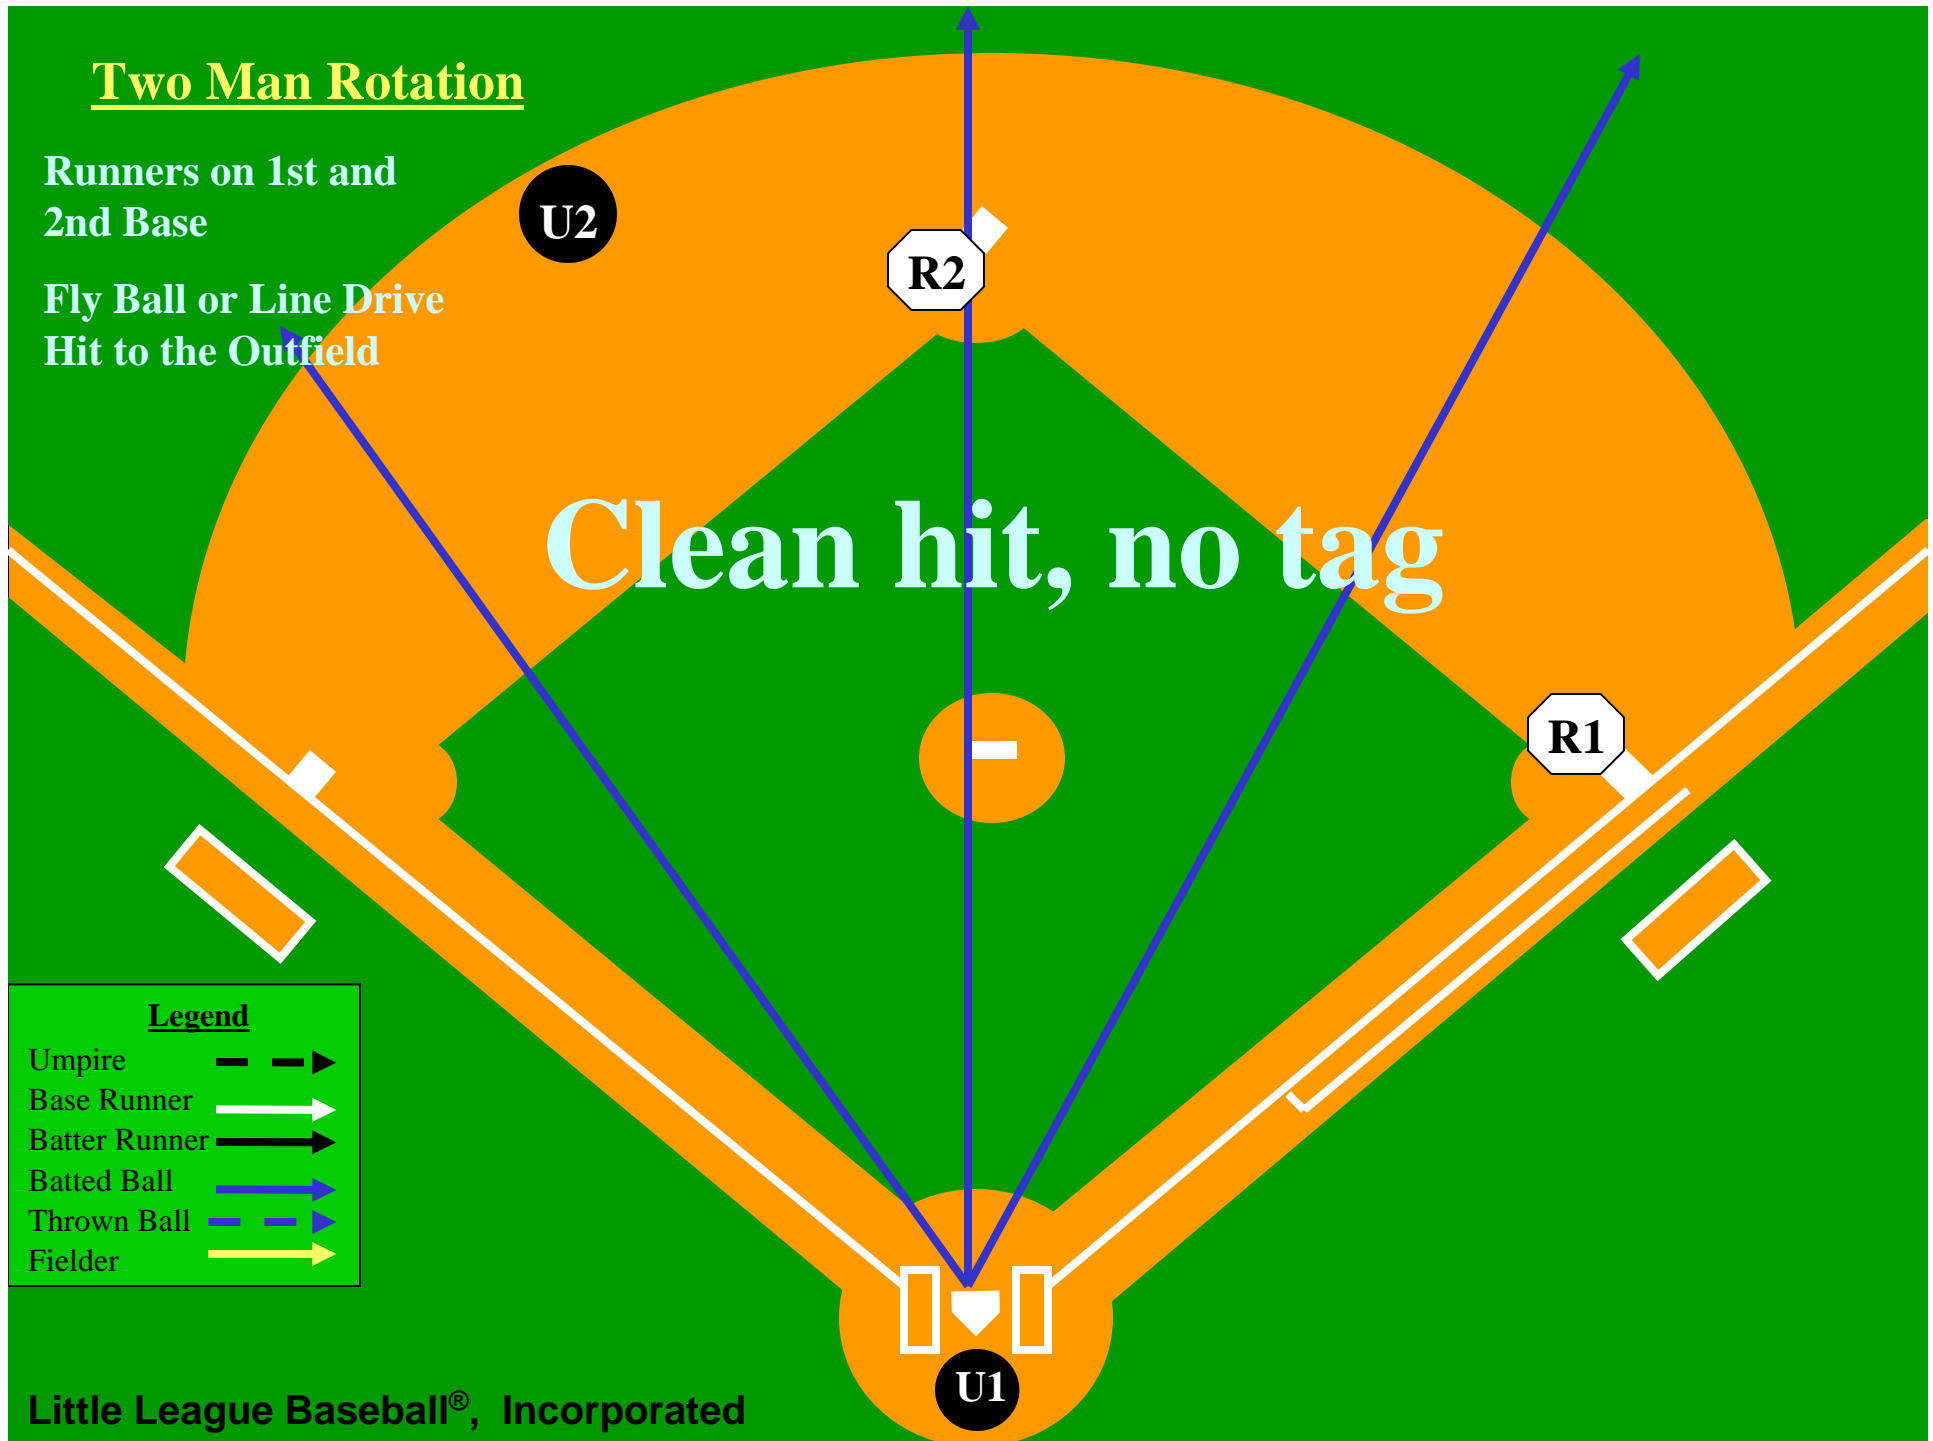 Two Man Rotation
Runners on 1st and
2nd Base
Fly Ball or Line Drive
Hit to the Outfield
U2
R2
Clean hit, no tag
R1
Legend
Umpire
Base Runner
Batter Runner
Batted Ball
Thrown Ball
Fielder
U1
Little League Baseball®, Incorporated